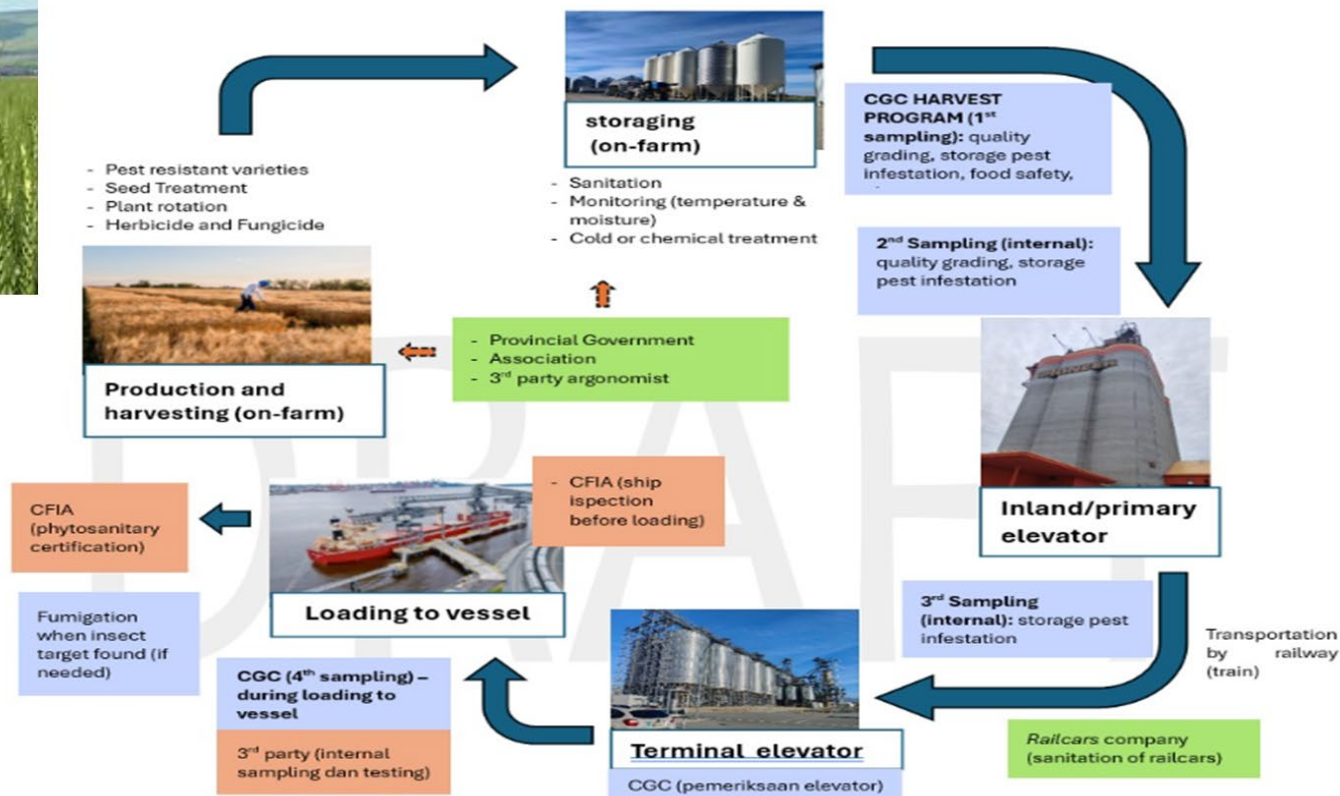 storaging
(on-farm)
- Sanitation
- Monitoring (temperature &
moisture)
- Cold or chemical treatment
CGC HARVEST
PROGRAM (1st
sampling): quality
grading, storage pest
infestation, food safety,
2nd Sampling (internal):
quality grading, storage
pest infestation
- Pest resistant varieties
- Seed Treatment
- Plant rotation
- Herbicide and Fungicide
Production and
harvesting (on-farm)
- Provincial Government
- Association
- 3rd party argonomist
Inland/primary
elevator
3rd Sampling
(internal): storage pest
infestation
Transportation
by railway
(train)
Railcars company
(sanitation of railcars)
Terminal elevator
CGC (pemeriksaan elevator)
CGC (4th sampling) –
during loading to
vessel
3rd party (internal
sampling dan testing)
- CFIA (ship
ispection
before loading)
Loading to vessel
CFIA
(phytosanitary
certification)
Fumigation
when insect
target found (if
needed)
DRAFT